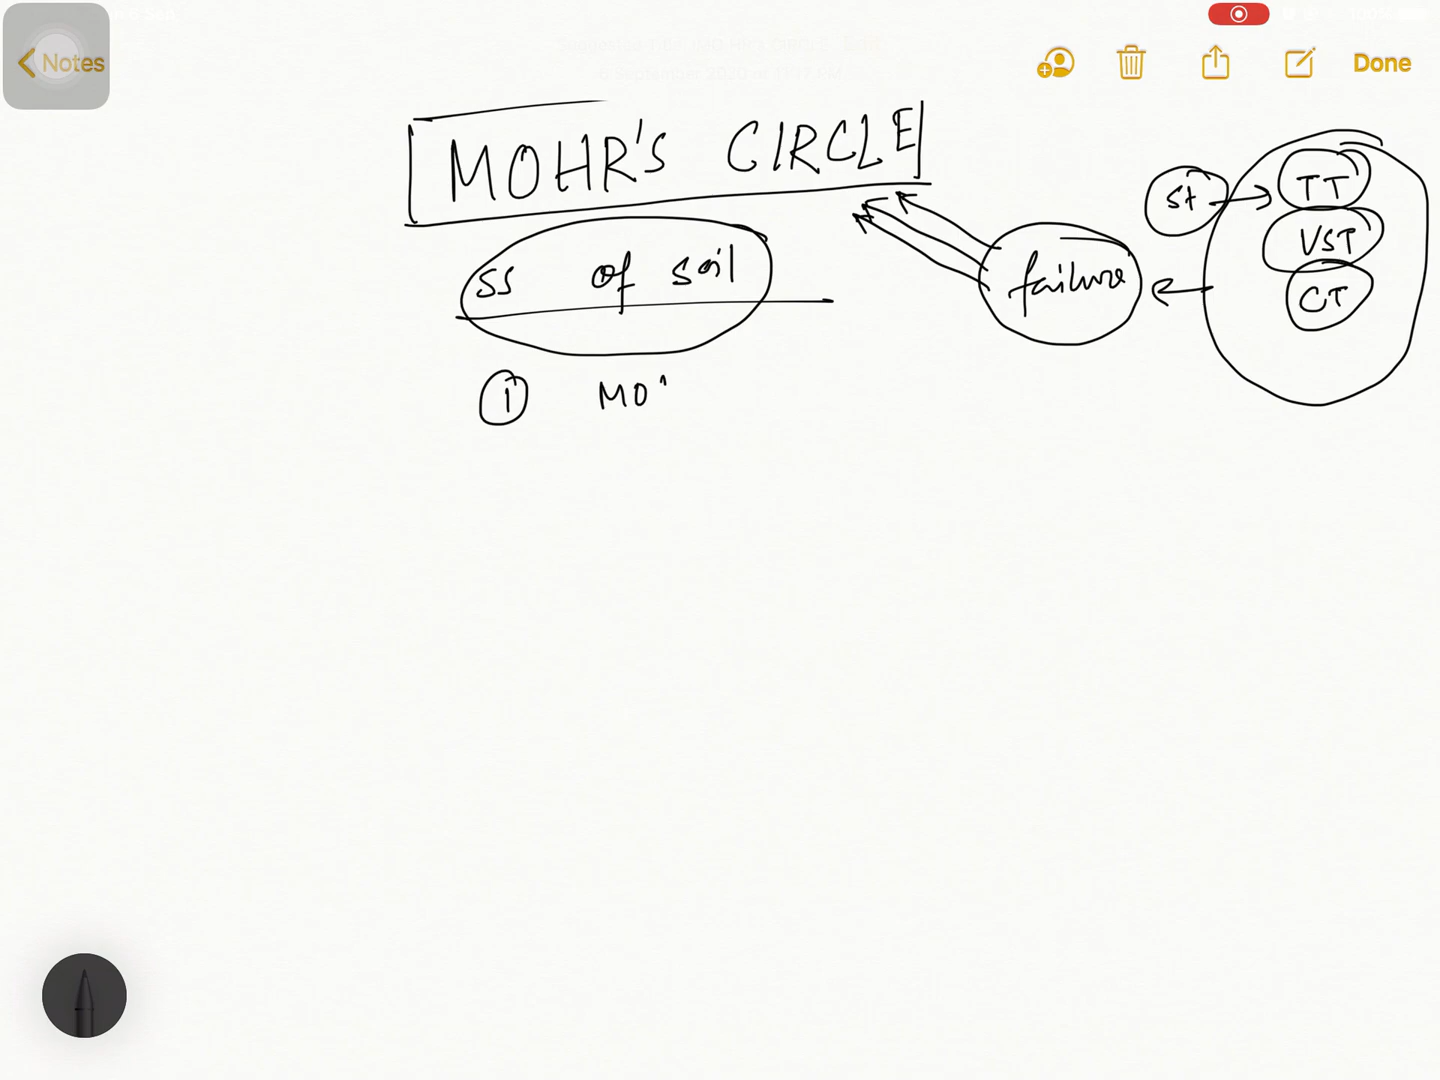 Notes
Done
MOHR'S CIRCLE
ss of soil
failure
st
TT
VST
CT
1 MO